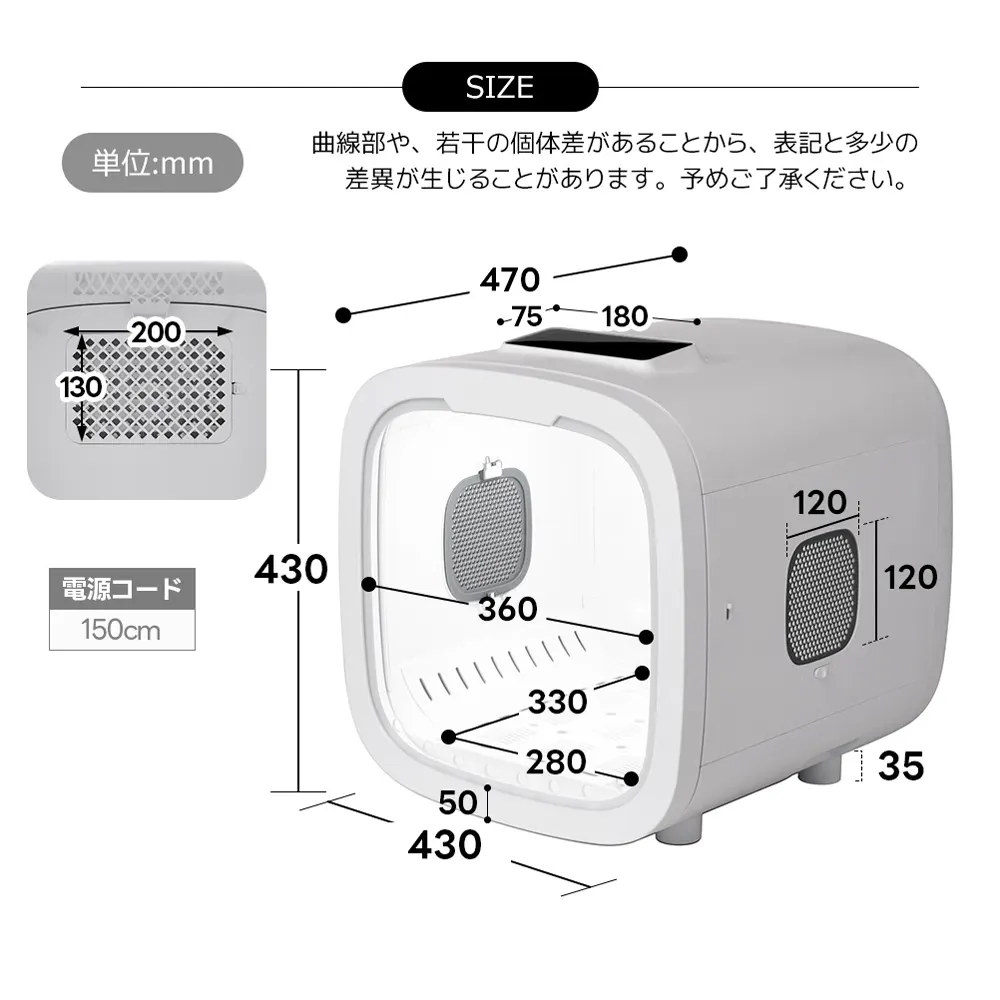 SIZE
単位:mm
曲線部や、若干の個体差があることから、表記と多少の
差異が生じることがあります。予めご了承ください。
470
75
180
200
130
120
120
430
360
電源コード
150cm
330
280
35
50
430